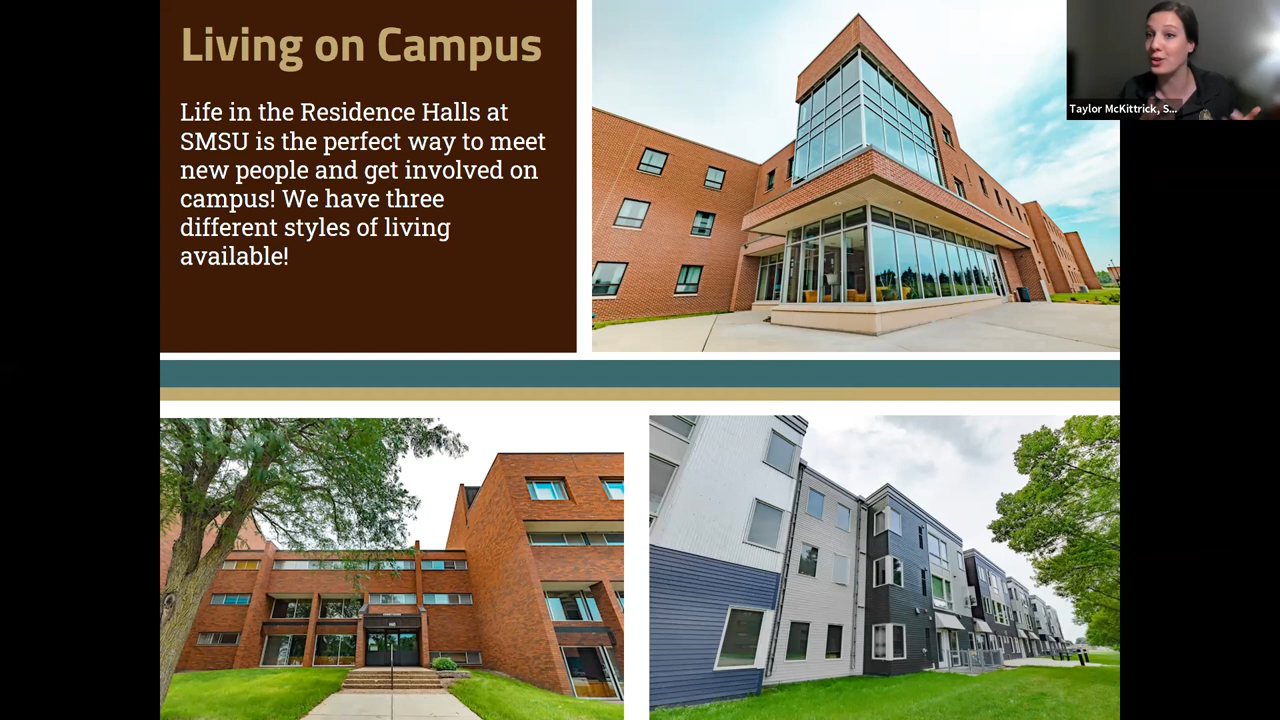 Living on Campus
Life in the Residence Halls at
SMSU is the perfect way to meet
new people and get involved on
campus! We have three
different styles of living
available!
Taylor McKittrick, S...